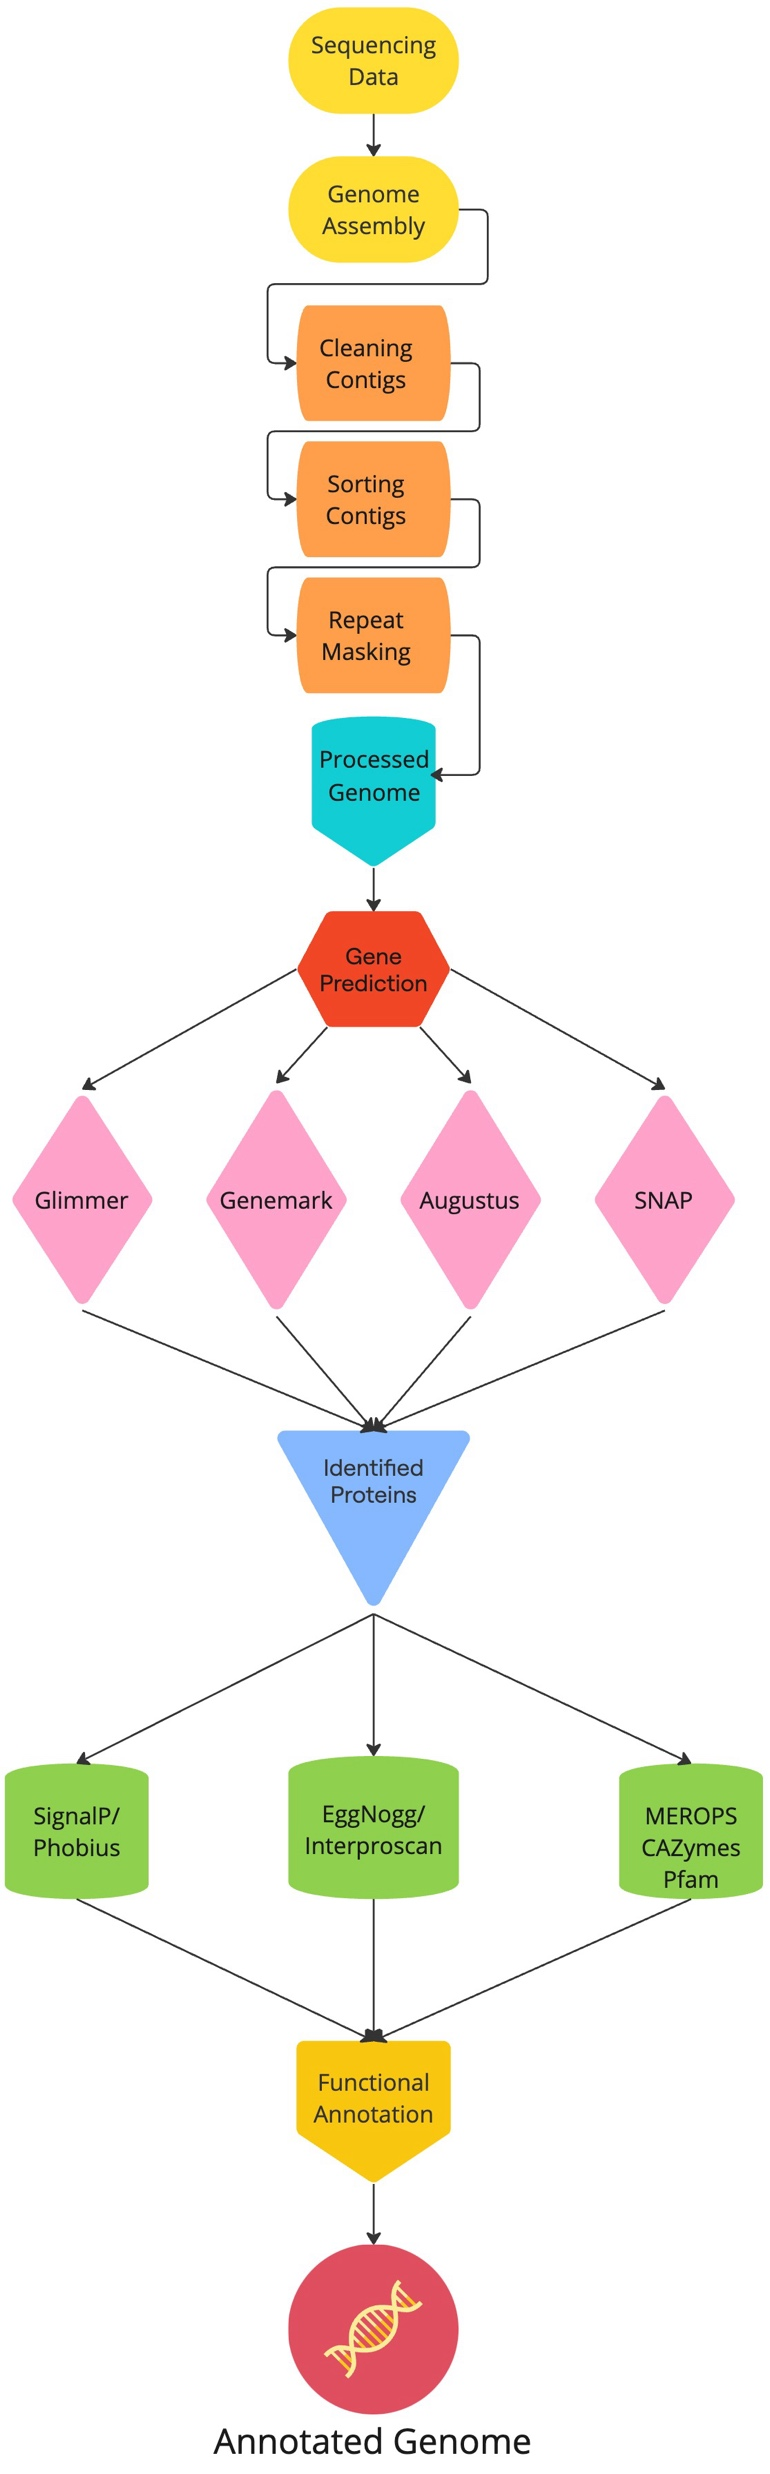 Sequencing
Data
Genome
Assembly
Cleaning
Contigs
Sorting
Contigs
Repeat
Masking
Processed
Genome
Gene
Prediction
Glimmer
Genemark
Augustus
SNAP
Identified
Proteins
SignalP/
Phobius
EggNogg/
Interproscan
MEROPS
CAZymes
Pfam
Functional
Annotation
Annotated Genome